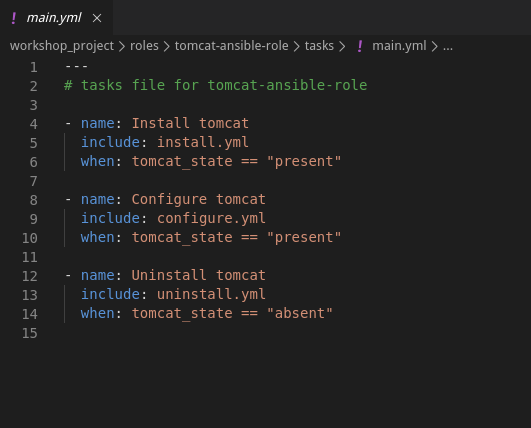 ! main.yml ×
workshop_project > roles > tomcat-ansible-role > tasks > ! main.yml > ...
1 ---
2 # tasks file for tomcat-ansible-role
3
4 - name: Install tomcat
5   include: install.yml
6   when: tomcat_state == "present"
7
8 - name: Configure tomcat
9   include: configure.yml
10   when: tomcat_state == "present"
11
12 - name: Uninstall tomcat
13   include: uninstall.yml
14   when: tomcat_state == "absent"
15